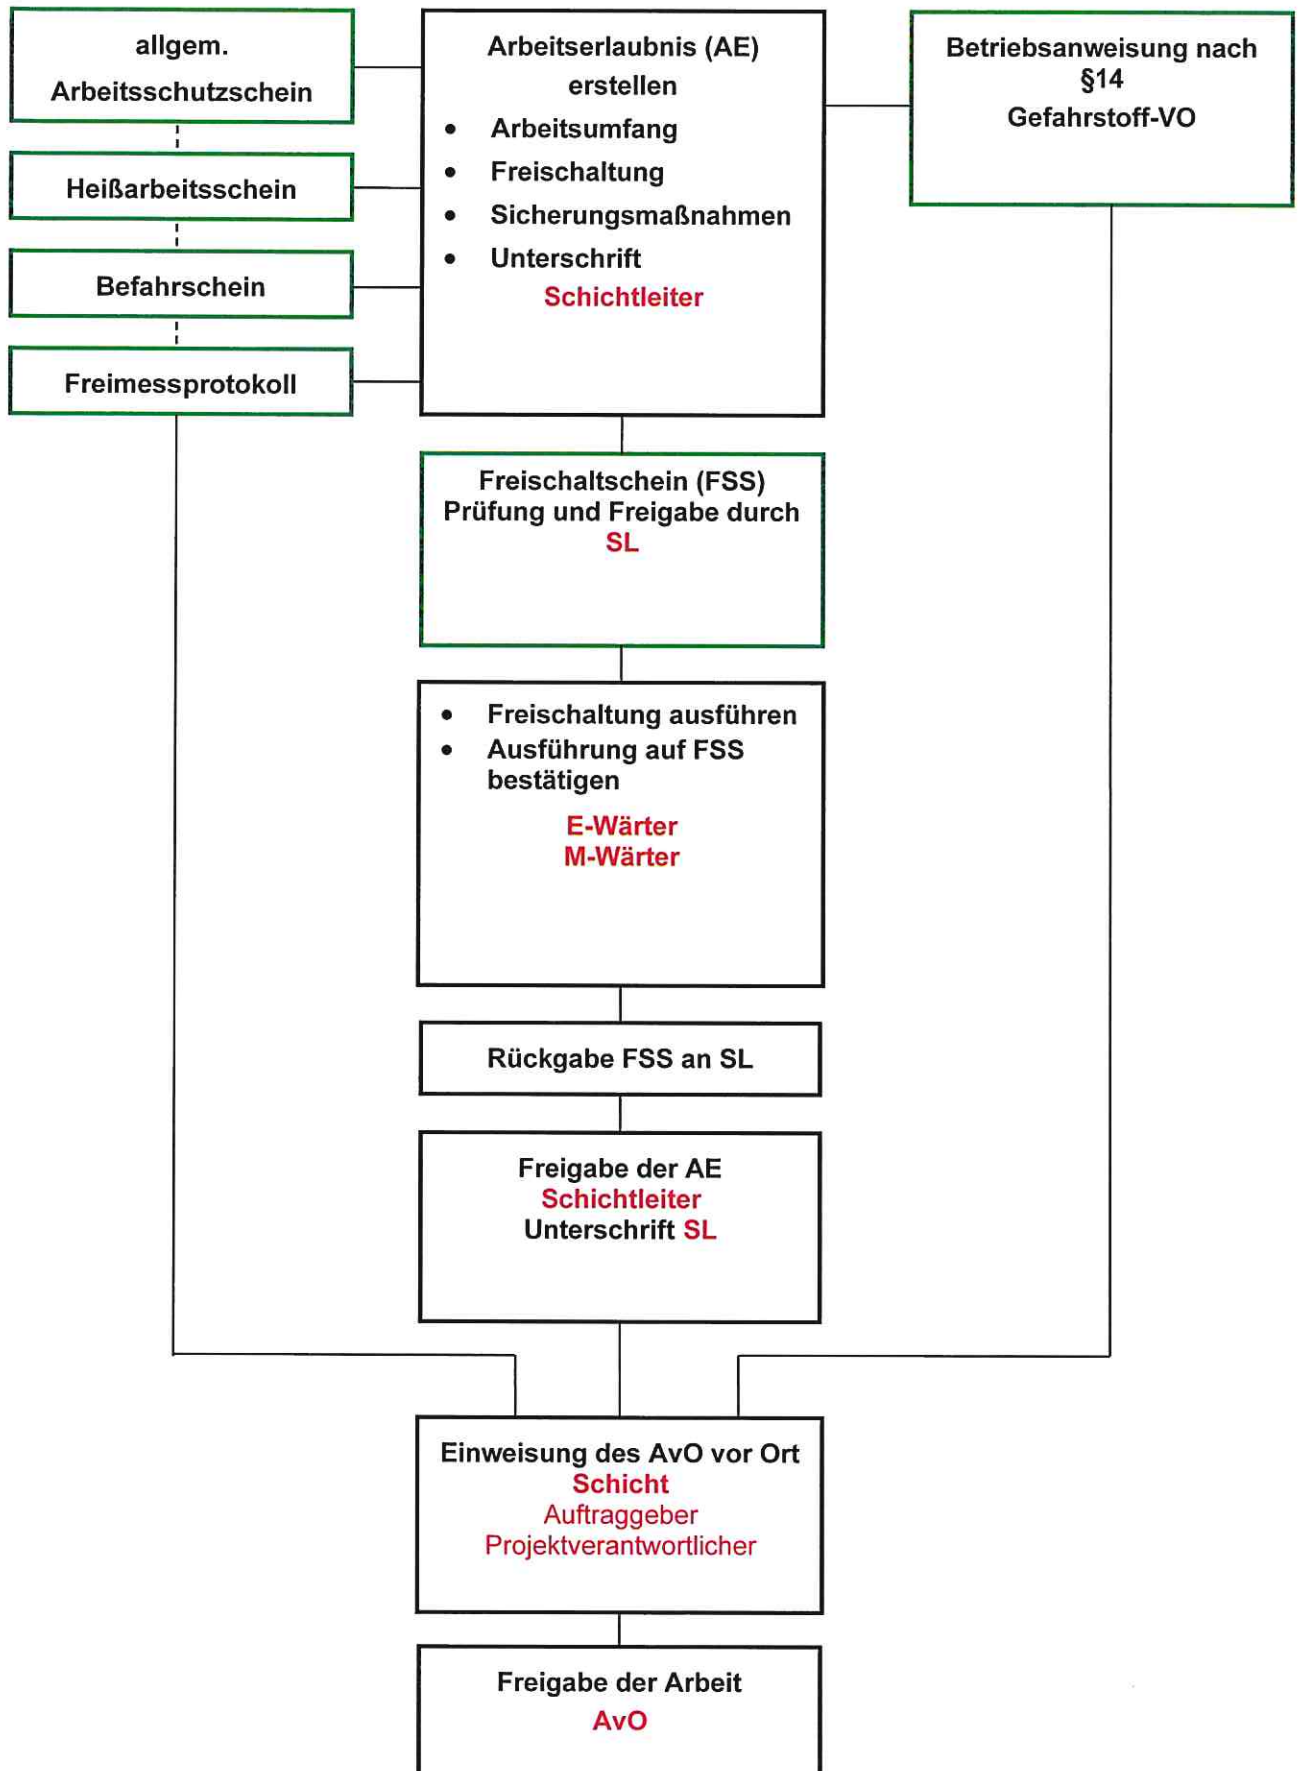 allgem.
Arbeitsschutzschein
Heißarbeitsschein
Befahrschein
Freimessprotokoll
Arbeitserlaubnis (AE)
erstellen
• Arbeitsumfang
• Freischaltung
• Sicherungsmaßnahmen
• Unterschrift
Schichtleiter
Betriebsanweisung nach
§14
Gefahrstoff-VO
Freischaltschein (FSS)
Prüfung und Freigabe durch
SL
• Freischaltung ausführen
• Ausführung auf FSS
bestätigen
E-Wärter
M-Wärter
Rückgabe FSS an SL
Freigabe der AE
Schichtleiter
Unterschrift SL
Einweisung des AvO vor Ort
Schicht
Auftraggeber
Projektverantwortlicher
Freigabe der Arbeit
AvO